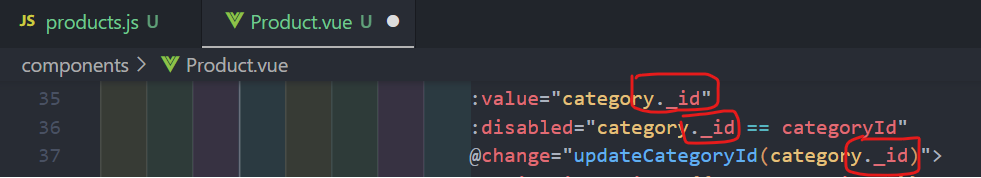 JS products.js U
Product.vue U
components > Product.vue
35 :value="category._id"
36 :disabled="category._id == categoryId"
37 @change="updateCategoryId(category._id)">